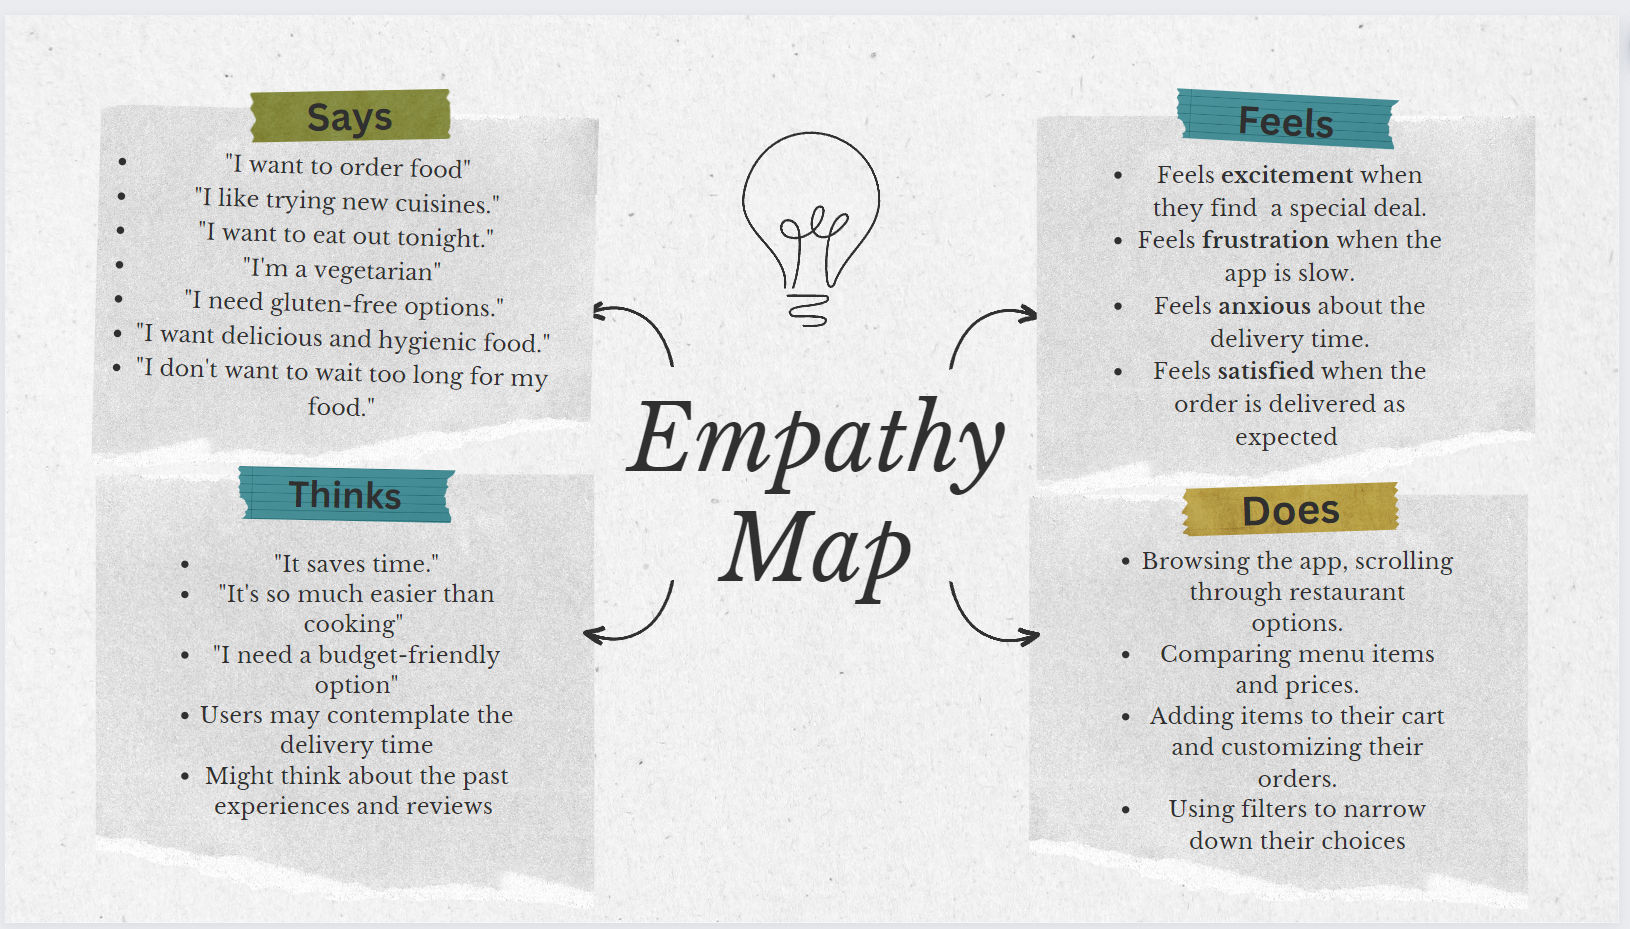 Says
• "I want to order food"
• "I like trying new cuisines."
• "I want to eat out tonight."
• "I'm a vegetarian"
• "I need gluten-free options."
• "I want delicious and hygienic food."
• "I don't want to wait too long for my
food."
Feels
• Feels excitement when
they find a special deal.
• Feels frustration when the
app is slow.
• Feels anxious about the
delivery time.
• Feels satisfied when the
order is delivered as
expected
Empathy
Map
Thinks
• "It saves time."
• "It's so much easier than
cooking"
• "I need a budget-friendly
option"
• Users may contemplate the
delivery time
• Might think about the past
experiences and reviews
Does
• Browsing the app, scrolling
through restaurant
options.
• Comparing menu items
and prices.
• Adding items to their cart
and customizing their
orders.
• Using filters to narrow
down their choices